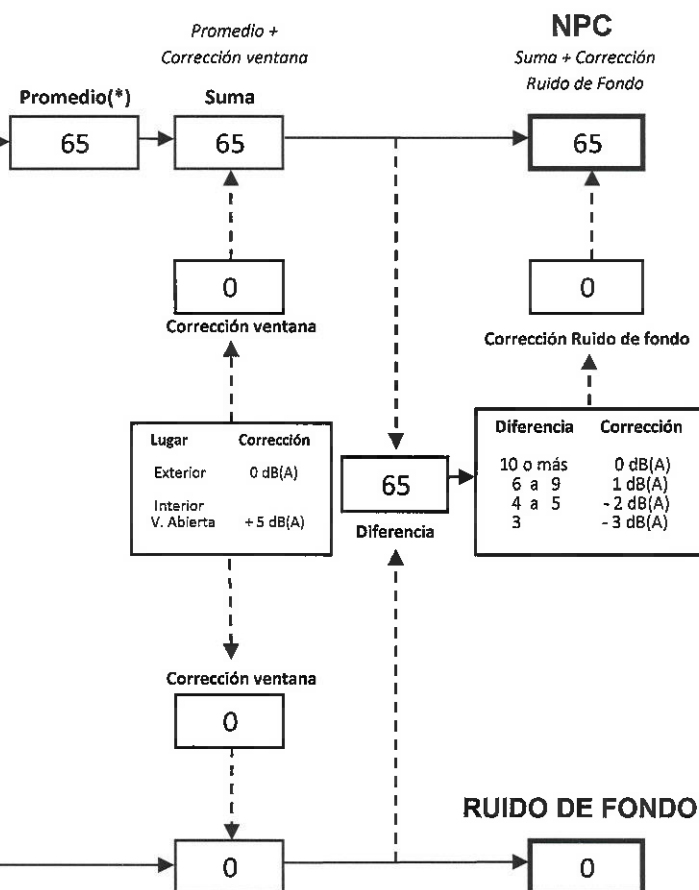 Promedio +
Corrección ventana
NPC
Suma + Corrección
Ruido de Fondo
Promedio(*)
Suma
65
65
65
0
0
Corrección ventana
Corrección Ruido de fondo
Lugar Corrección
Exterior 0 dB(A)
Interior
V. Abierta +5 dB(A)
65
Diferencia
Diferencia Corrección
10 o más 0 dB(A)
6 a 9 1 dB(A)
4 a 5 - 2 dB(A)
3 - 3 dB(A)
Corrección ventana
0
RUIDO DE FONDO
0
0